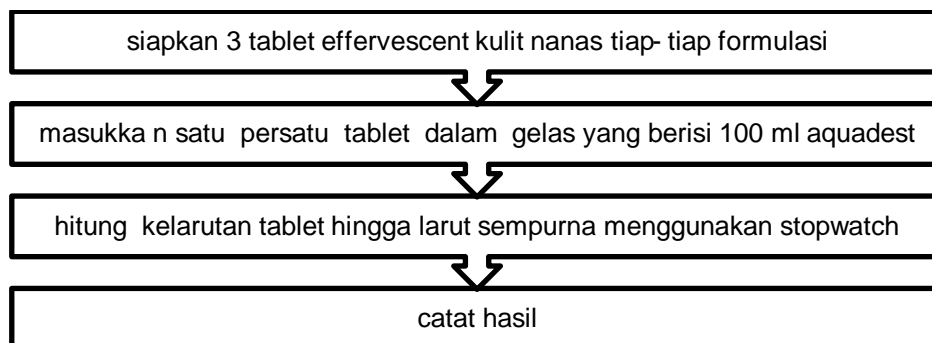 siapkan 3 tablet effervescent kulit nanas tiap- tiap formulasi
masukka n satu persatu tablet dalam gelas yang berisi 100 ml aquadest
hitung kelarutan tablet hingga larut sempurna menggunakan stopwatch
catat hasil